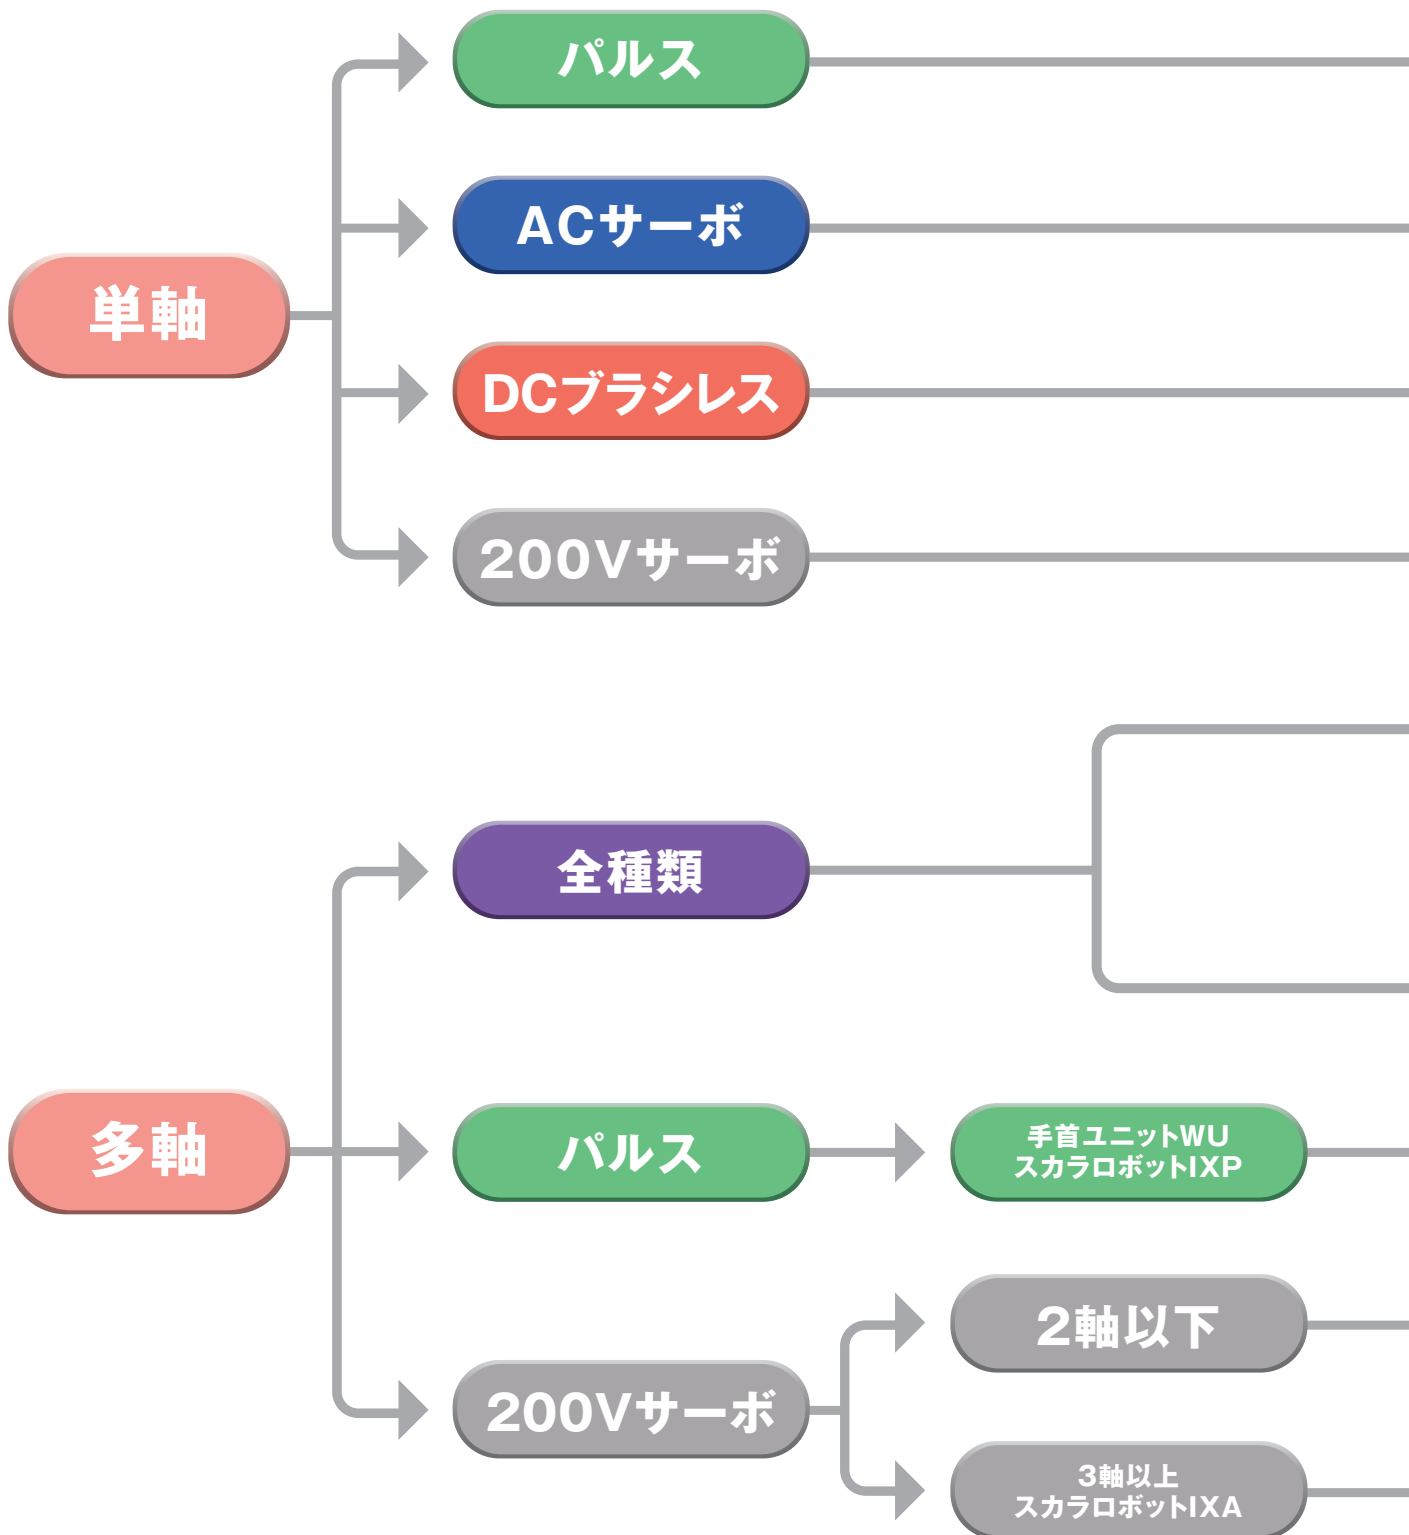 単軸
パルス
ACサーボ
DCブラシレス
200Vサーボ
多軸
全種類
パルス
手首ユニットWU
スカラロボットIXP
200Vサーボ
2軸以下
3軸以上
スカラロボットIXA